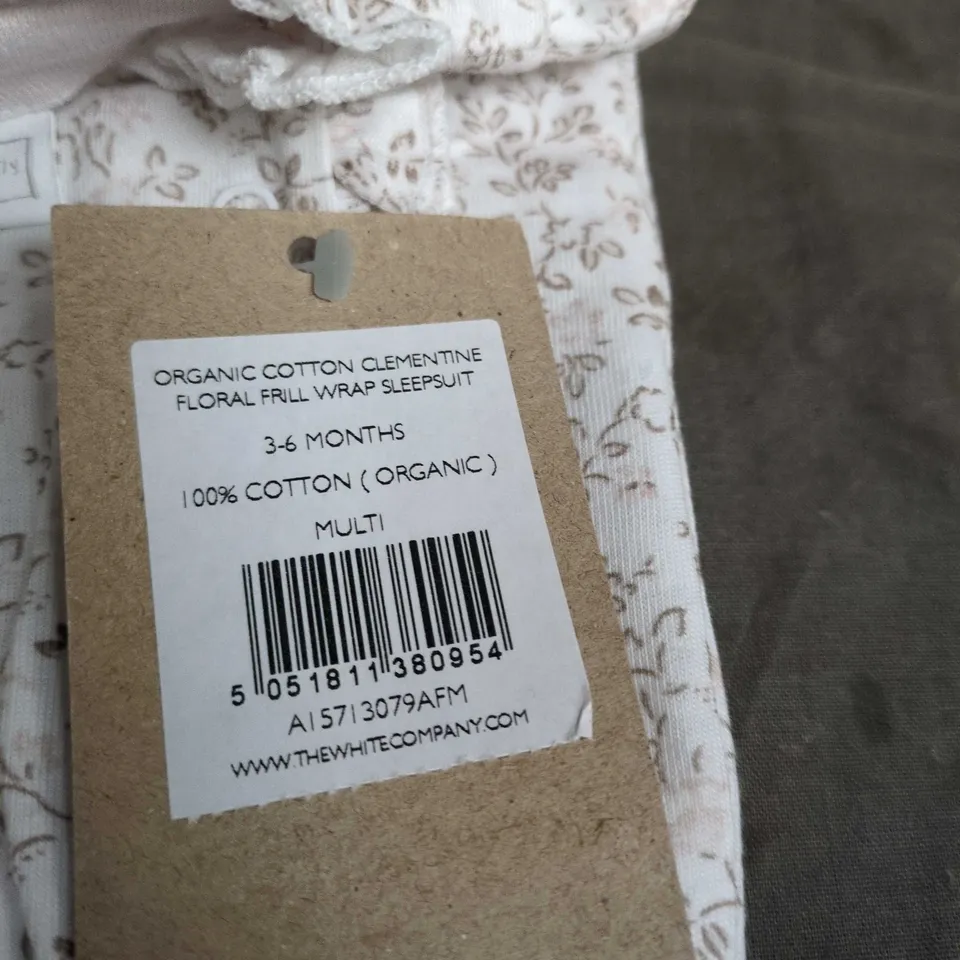 ORGANIC COTTON CLEMENTINE
FLORAL FRILL WRAP SLEEPSUIT
3-6 MONTHS
100% COTTON ( ORGANIC )
MULTI
5 051811 380954
A15713079AFM
WWW.THEWHITECOMPANY.COM